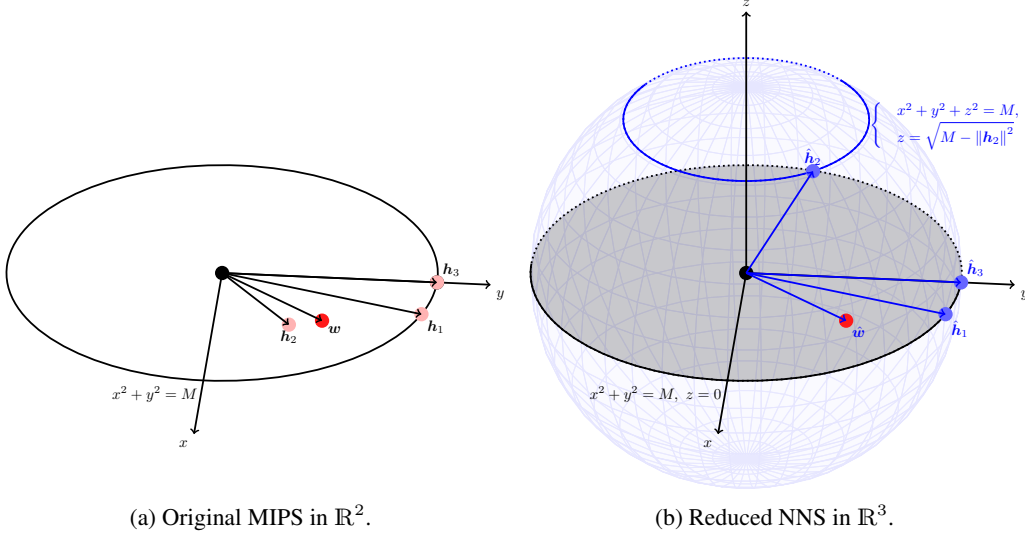 h₃
y
h₁
w
h₂
x² + y² = M
x
(a) Original MIPS in ℝ².
z
x² + y² + z² = M,
z = √(M − ‖h₂‖²)
ĥ₂
ĥ₃
y
ĥ₁
ŵ
x² + y² = M, z = 0
x
(b) Reduced NNS in ℝ³.